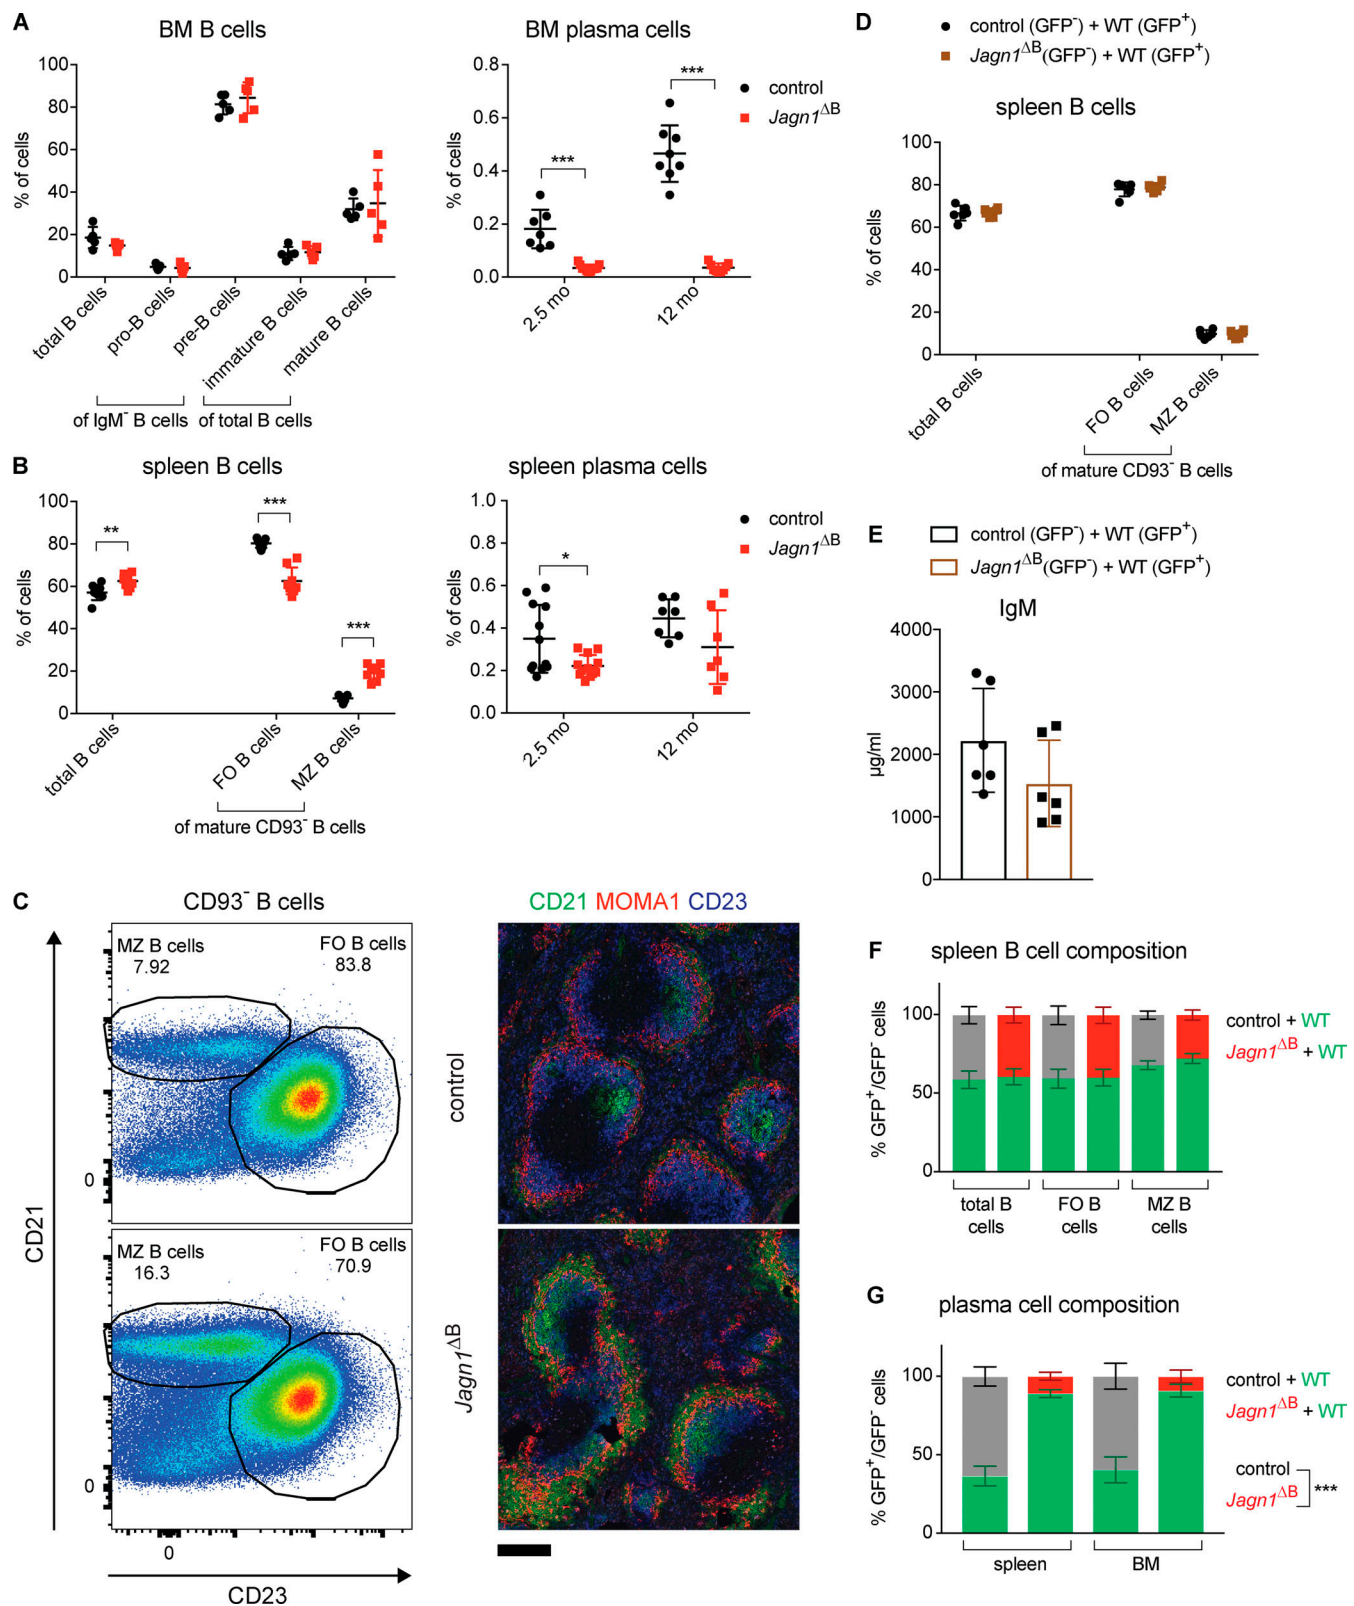 A
BM B cells
% of cells
100
80
60
40
20
0
total B cells
pro-B cells
pre-B cells
immature B cells
mature B cells
of IgM⁻ B cells
of total B cells
BM plasma cells
% of cells
0.8
0.6
0.4
0.2
0.0
***
***
2.5 mo
12 mo
control
Jagn1ΔB
B
spleen B cells
% of cells
100
80
60
40
20
0
**
***
***
total B cells
FO B cells
MZ B cells
of mature CD93⁻ B cells
spleen plasma cells
% of cells
1.0
0.8
0.6
0.4
0.2
0.0
*
2.5 mo
12 mo
control
Jagn1ΔB
C
CD93⁻ B cells
MZ B cells
7.92
FO B cells
83.8
0
MZ B cells
16.3
FO B cells
70.9
0
0
CD21
CD23
CD21 MOMA1 CD23
control
Jagn1ΔB
D
control (GFP⁻) + WT (GFP⁺)
Jagn1ΔB (GFP⁻) + WT (GFP⁺)
spleen B cells
% of cells
100
80
60
40
20
0
total B cells
FO B cells
MZ B cells
of mature CD93⁻ B cells
E
control (GFP⁻) + WT (GFP⁺)
Jagn1ΔB (GFP⁻) + WT (GFP⁺)
IgM
µg/ml
4000
3000
2000
1000
0
F
spleen B cell composition
% GFP⁺/GFP⁻ cells
100
50
0
total B
cells
FO B
cells
MZ B
cells
control + WT
Jagn1ΔB + WT
G
plasma cell composition
% GFP⁺/GFP⁻ cells
100
50
0
spleen
BM
control + WT
Jagn1ΔB + WT
control
Jagn1ΔB
***